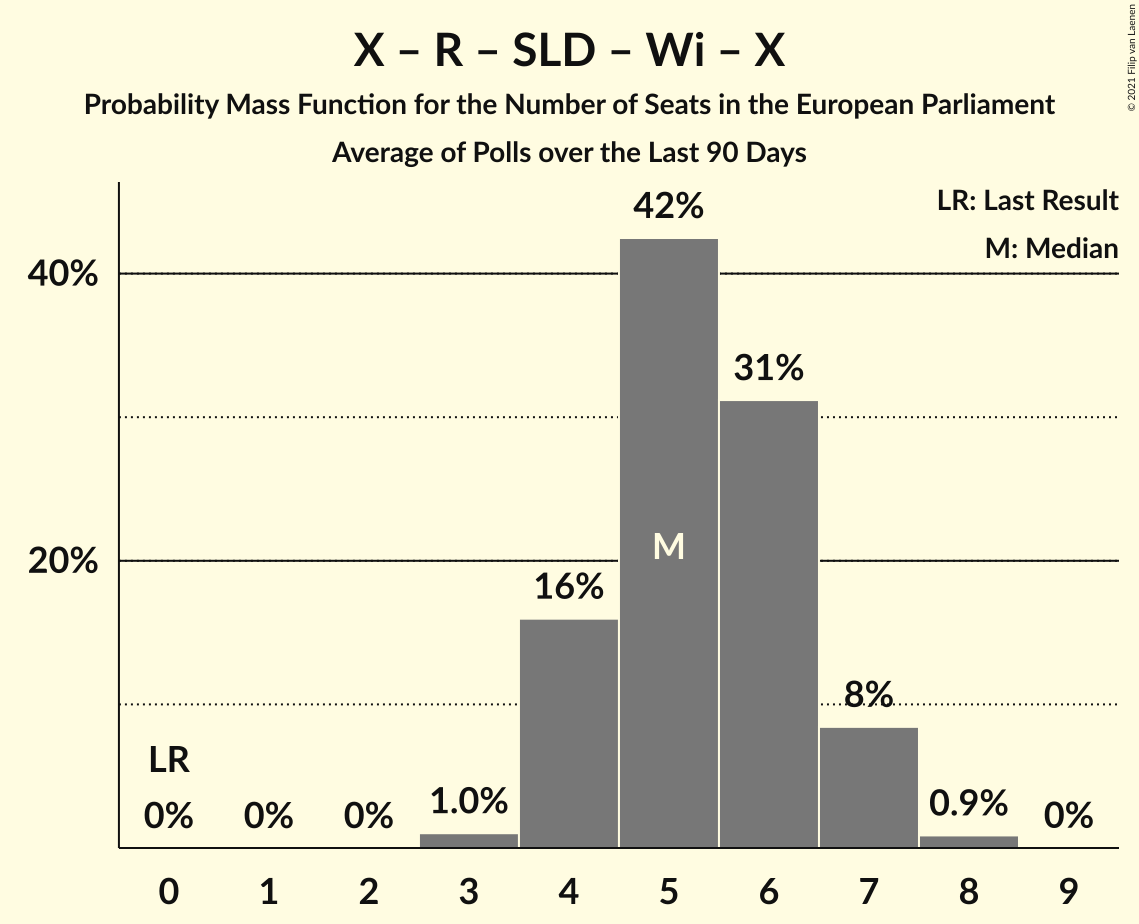 X – R – SLD – Wi – X
Probability Mass Function for the Number of Seats in the European Parliament
Average of Polls over the Last 90 Days
© 2021 Filip van Laenen
LR: Last Result
M: Median
40%
20%
42%
31%
M
16%
8%
LR
0%
0%
0%
1.0%
0.9%
0%
0 1 2 3 4 5 6 7 8 9